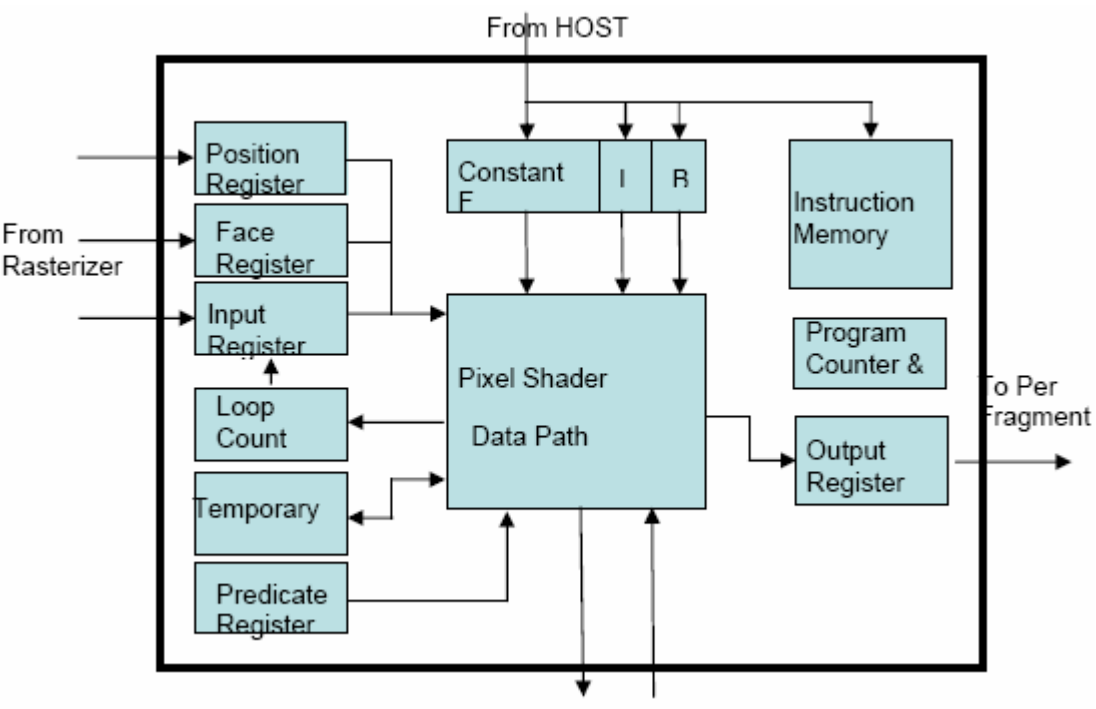 From HOST
Position
Register
Face
Register
Input
Register
Loop
Count
Temporary
Predicate
Register
From
Rasterizer
Constant
F
I
B
Pixel Shader
Data Path
Instruction
Memory
Program
Counter &
Output
Register
To Per
Fragment